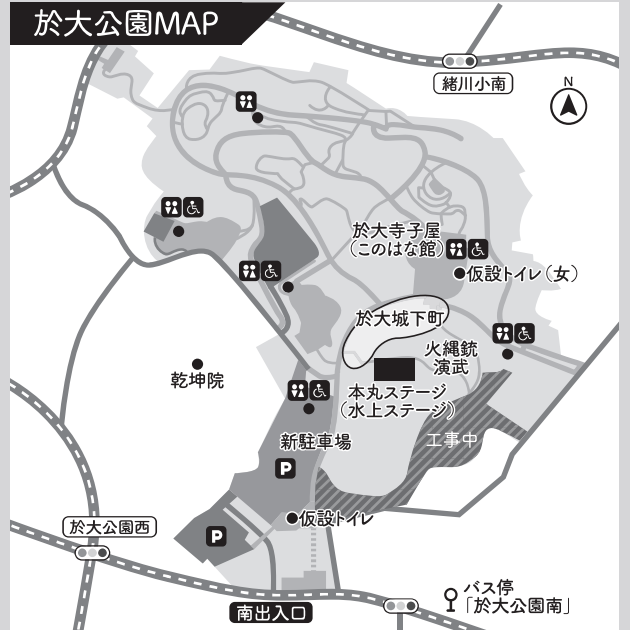 於大公園MAP
緒川小南
N
於大寺子屋
（このはな館）
仮設トイレ（女）
於大城下町
火縄銃
演武
本丸ステージ
（水上ステージ）
乾坤院
新駐車場
工事中
P
仮設トイレ
P
於大公園西
南出入口
バス停
「於大公園南」